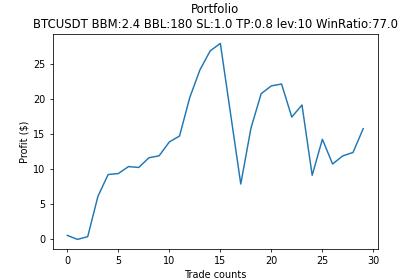 Portfolio
BTCUSDT BBM:2.4 BBL:180 SL:1.0 TP:0.8 lev:10 WinRatio:77.0
25
20
15
10
5
0
Profit ($)
0 5 10 15 20 25 30
Trade counts